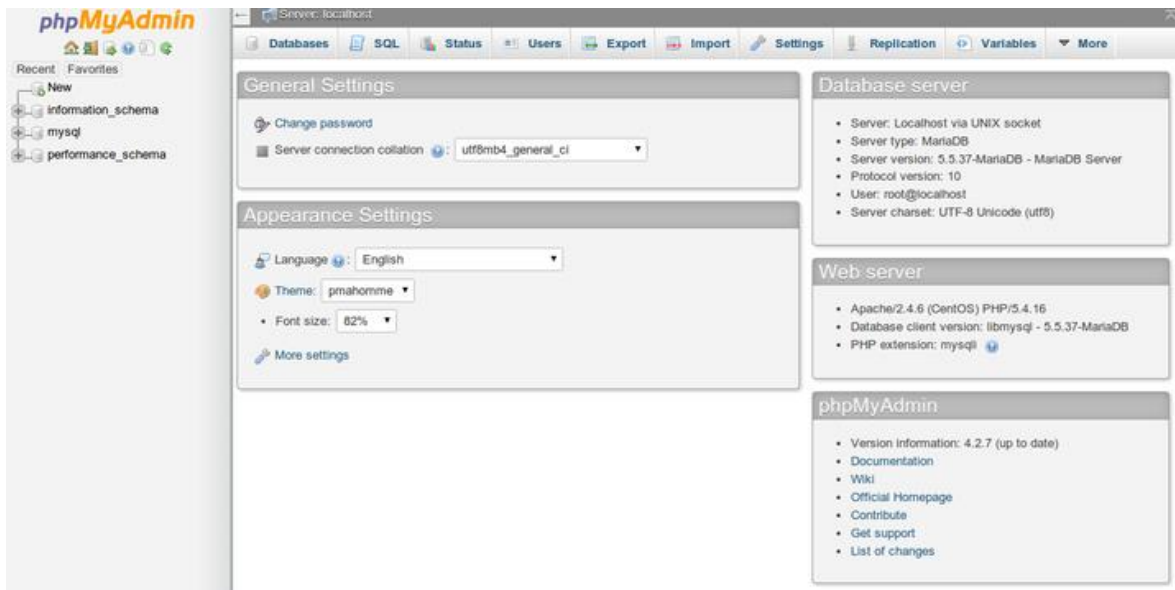 phpMyAdmin
Recent Favorites
New
information_schema
mysql
performance_schema
Server: localhost
Databases SQL Status Users Export Import Settings Replication Variables More
General Settings
Change password
Server connection collation : utf8mb4_general_ci
Appearance Settings
Language : English
Theme: pmahomme
• Font size: 82%
More settings
Database server
• Server: Localhost via UNIX socket
• Server type: MariaDB
• Server version: 5.5.37-MariaDB - MariaDB Server
• Protocol version: 10
• User: root@localhost
• Server charset: UTF-8 Unicode (utf8)
Web server
• Apache/2.4.6 (CentOS) PHP/5.4.16
• Database client version: libmysql - 5.5.37-MariaDB
• PHP extension: mysqli
phpMyAdmin
• Version information: 4.2.7 (up to date)
• Documentation
• Wiki
• Official Homepage
• Contribute
• Get support
• List of changes